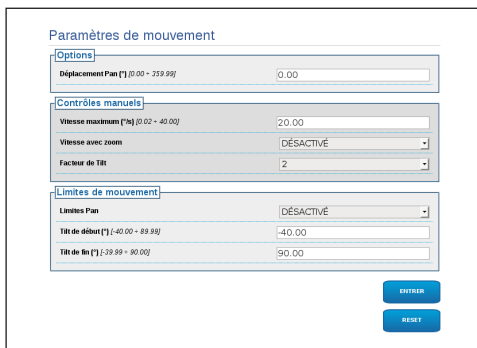 Paramètres de mouvement
Options
Déplacement Pan (°) [0.00 ÷ 359.99] 0.00
Contrôles manuels
Vitesse maximum (°/s) [0.02 ÷ 40.00] 20.00
Vitesse avec zoom DÉSACTIVÉ
Facteur de Tilt 2
Limites de mouvement
Limites Pan DÉSACTIVÉ
Tilt de début (°) [-40.00 ÷ 89.99] -40.00
Tilt de fin (°) [-39.99 ÷ 90.00] 90.00
ENTRER
RESET